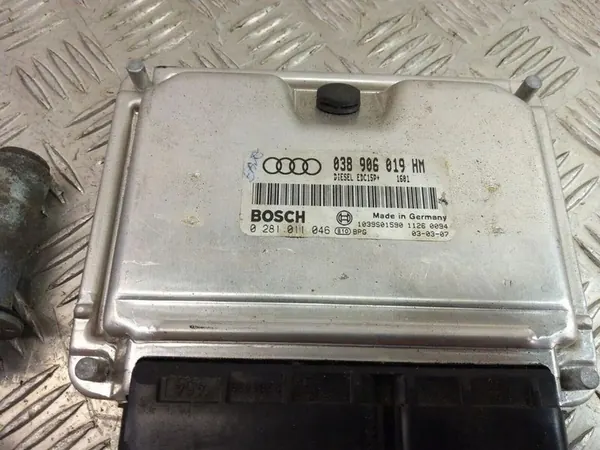 038 906 019 HM
DIESEL EDC15P+ 1601
BOSCH Made in Germany
0 281 011 046 610 BPG 1039S01590 1126 0094
03-03-07